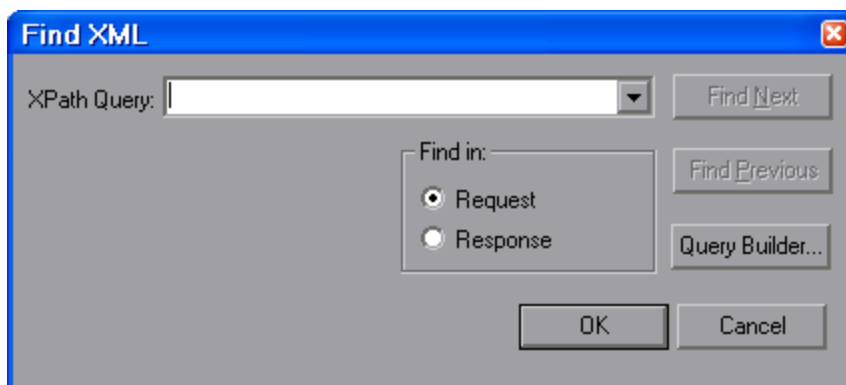 Find XML
XPath Query:
Find Next
Find in:
Find Previous
Request
Response
Query Builder...
OK
Cancel